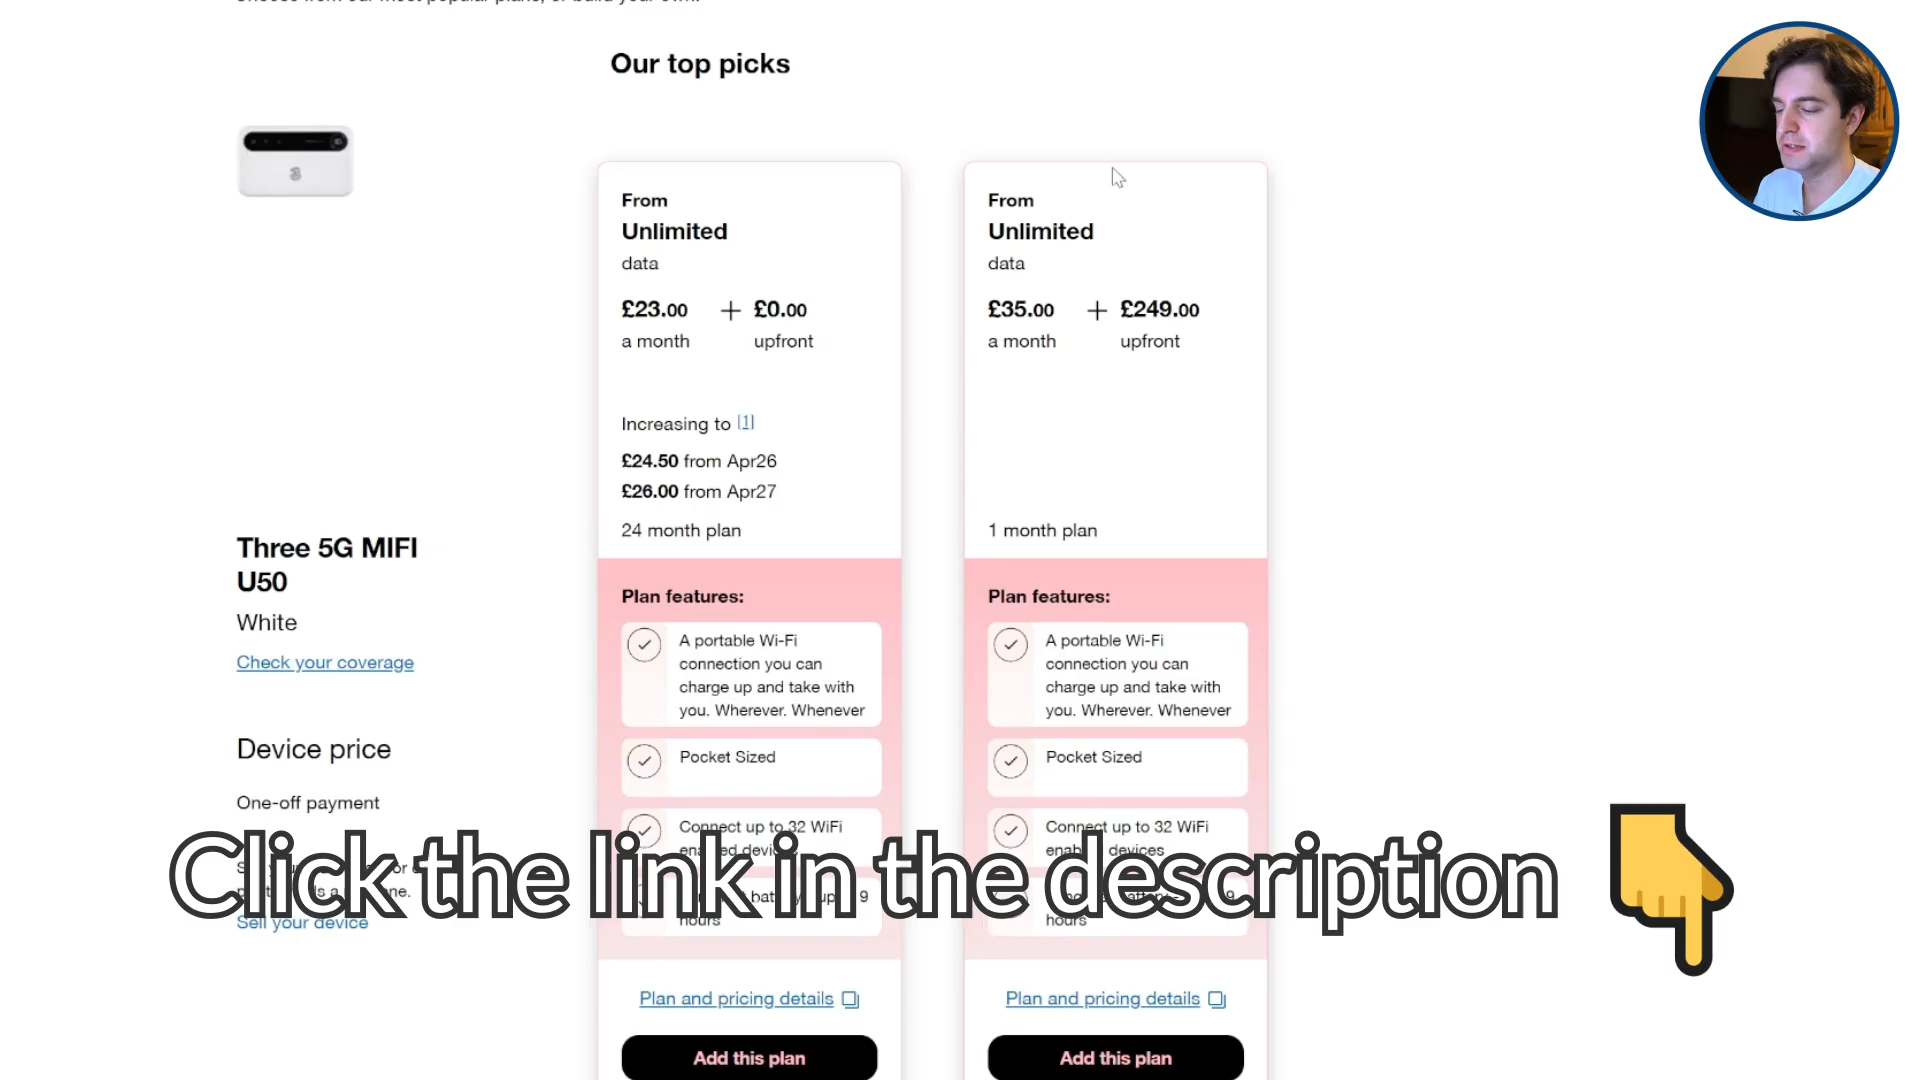 Our top picks
3
From
Unlimited
data
£23.00 + £0.00
a month upfront
Increasing to [1]
£24.50 from Apr26
£26.00 from Apr27
24 month plan
Plan features:
A portable Wi-Fi
connection you can
charge up and take with
you. Wherever. Whenever
Pocket Sized
Connect up to 32 WiFi
enabled devices
9
hours
Plan and pricing details
Add this plan
From
Unlimited
data
£35.00 + £249.00
a month upfront
1 month plan
Plan features:
A portable Wi-Fi
connection you can
charge up and take with
you. Wherever. Whenever
Pocket Sized
Connect up to 32 WiFi
enabled devices
9
hours
Plan and pricing details
Add this plan
Three 5G MIFI
U50
White
Check your coverage
Device price
One-off payment
Sell your device
Click the link in the description